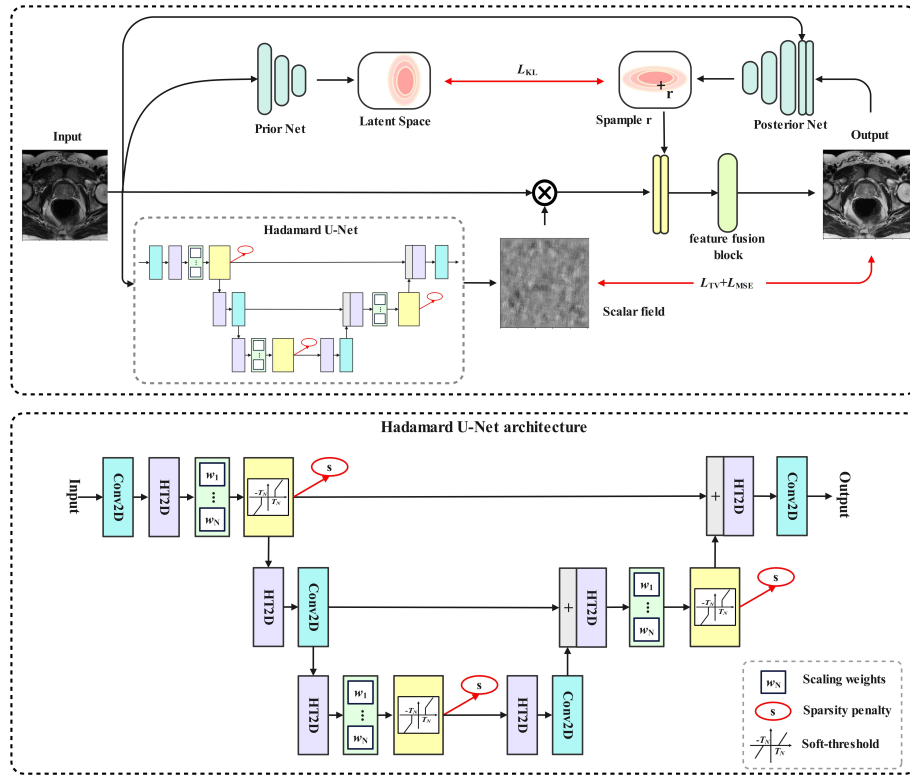 Input
Prior Net
Latent Space
L_KL
r
Spample r
Posterior Net
Output
Hadamard U-Net
Scalar field
feature fusion
block
L_TV+L_MSE
Hadamard U-Net architecture
Input
Conv2D
HT2D
w_1
w_N
-T_N
T_N
s
+
HT2D
Conv2D
Output
HT2D
Conv2D
+
HT2D
w_1
w_N
-T_N
T_N
s
HT2D
w_1
w_N
-T_N
T_N
s
HT2D
Conv2D
w_N Scaling weights
s Sparsity penalty
-T_N T_N Soft-threshold